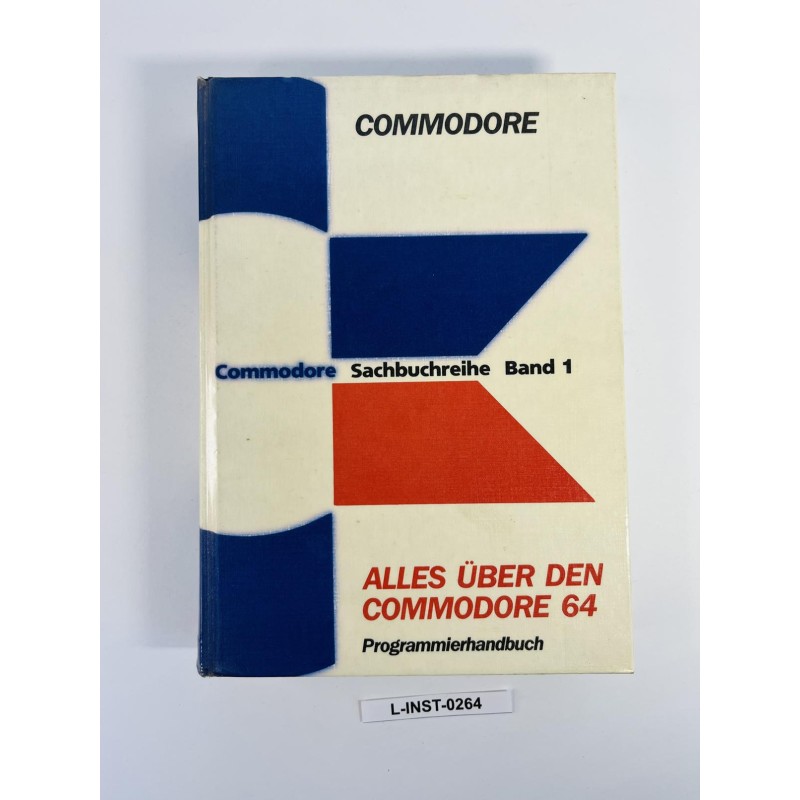 COMMODORE
Commodore Sachbuchreihe Band 1
ALLES ÜBER DEN
COMMODORE 64
Programmierhandbuch
L-INST-0264